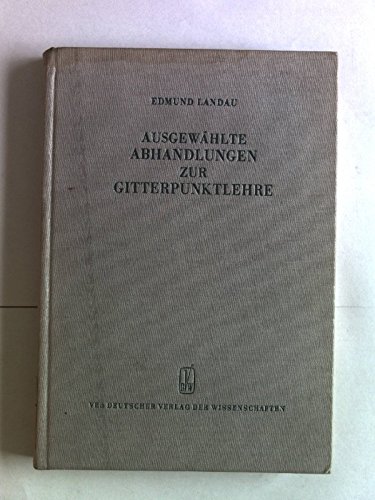 EDMUND LANDAU
AUSGEWÄHLTE
ABHANDLUNGEN
ZUR
GITTERPUNKTLEHRE
VEB DEUTSCHER VERLAG DER WISSENSCHAFTEN